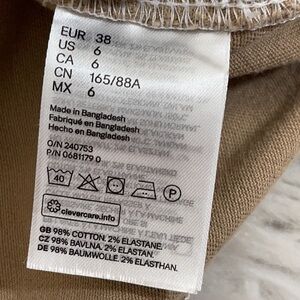 EUR 38
US 6
CA 6
CN 165/88A
MX 6
Made in Bangladesh
Fabriqué en Bangladesh
Hecho en Bangladesh
O/N 240753
P/N 0681179 0
40
P
clevercare.info
GB 98% COTTON. 2% ELASTANE.
CZ 98% BAVLNA. 2% ELASTAN.
DE 98% BAUMWOLLE. 2% ELASTHAN.